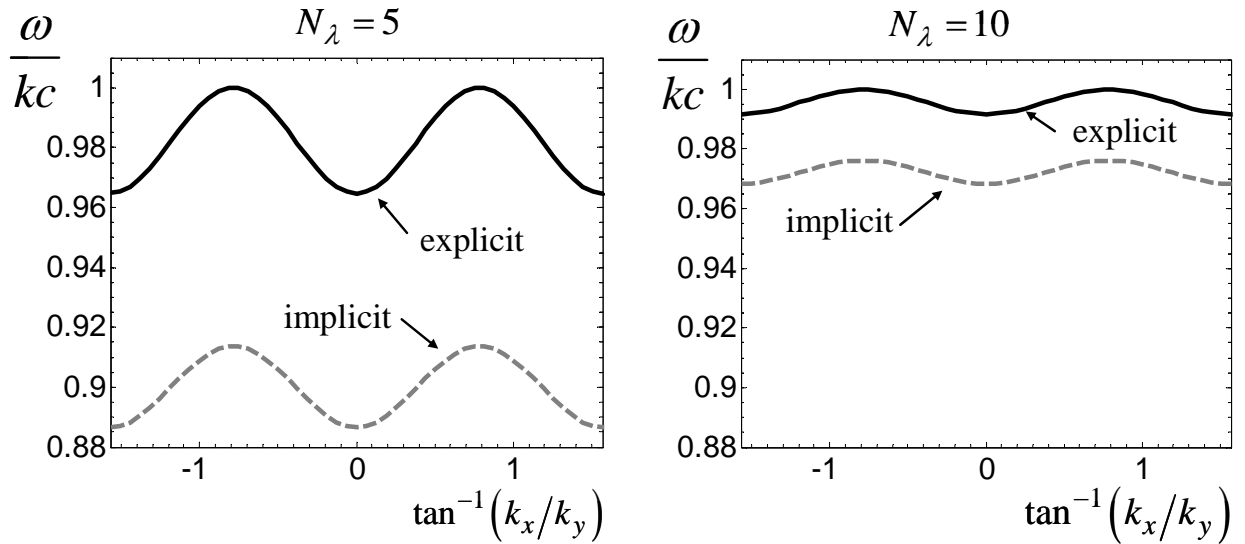 ω/kc
N_λ = 5
1
0.98
0.96
0.94
0.92
0.9
0.88
explicit
implicit
-1 0 1
tan⁻¹(k_x/k_y)
ω/kc
N_λ = 10
1
0.98
0.96
0.94
0.92
0.9
0.88
explicit
implicit
-1 0 1
tan⁻¹(k_x/k_y)